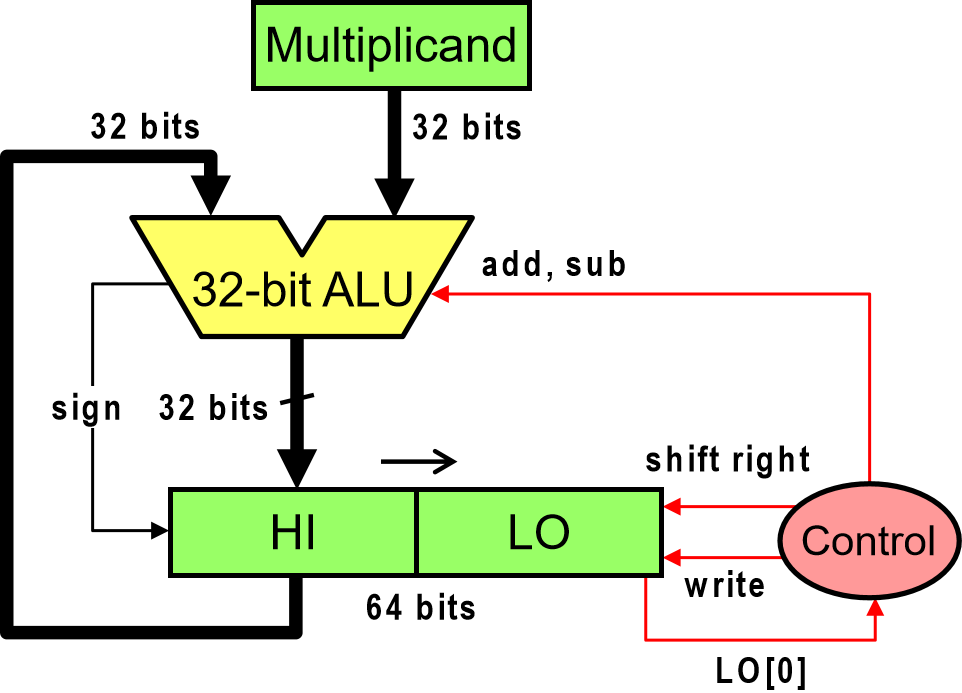 Multiplicand
32 bits
32 bits
32-bit ALU
add, sub
sign
32 bits
shift right
HI
LO
Control
write
64 bits
LO[0]